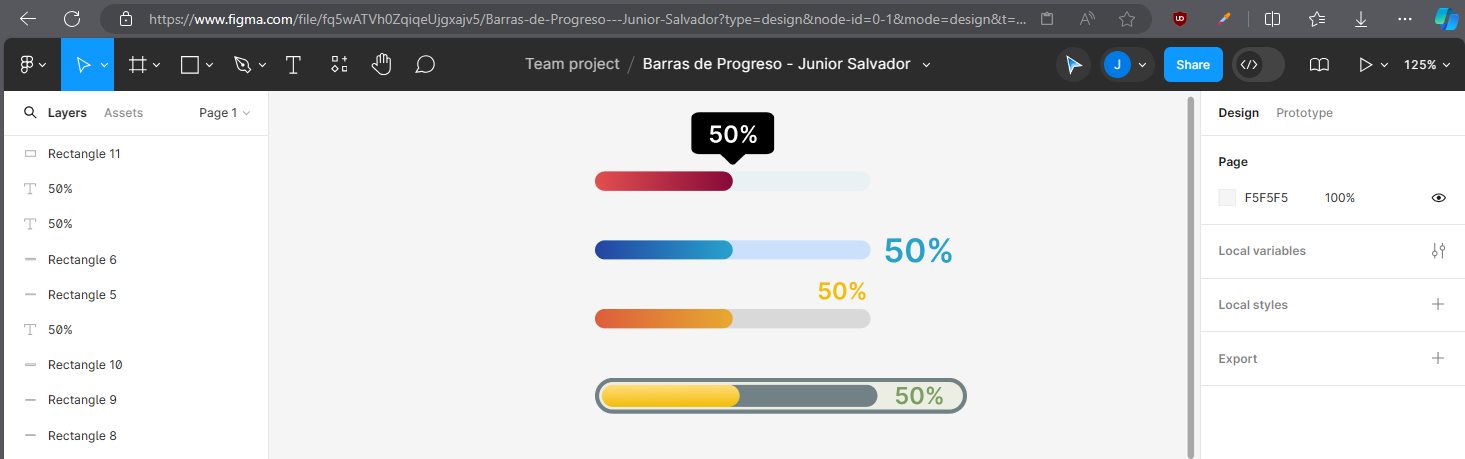 https://www.figma.com/file/fq5wATVh0ZqiqeUjgxajv5/Barras-de-Progreso---Junior-Salvador?type=design&node-id=0-1&mode=design&t=...
Team project / Barras de Progreso - Junior Salvador
J
Share
125%
Layers Assets Page 1
Rectangle 11
50%
50%
Rectangle 6
Rectangle 5
50%
Rectangle 10
Rectangle 9
Rectangle 8
50%
50%
50%
50%
Design Prototype
Page
F5F5F5 100%
Local variables
Local styles
Export